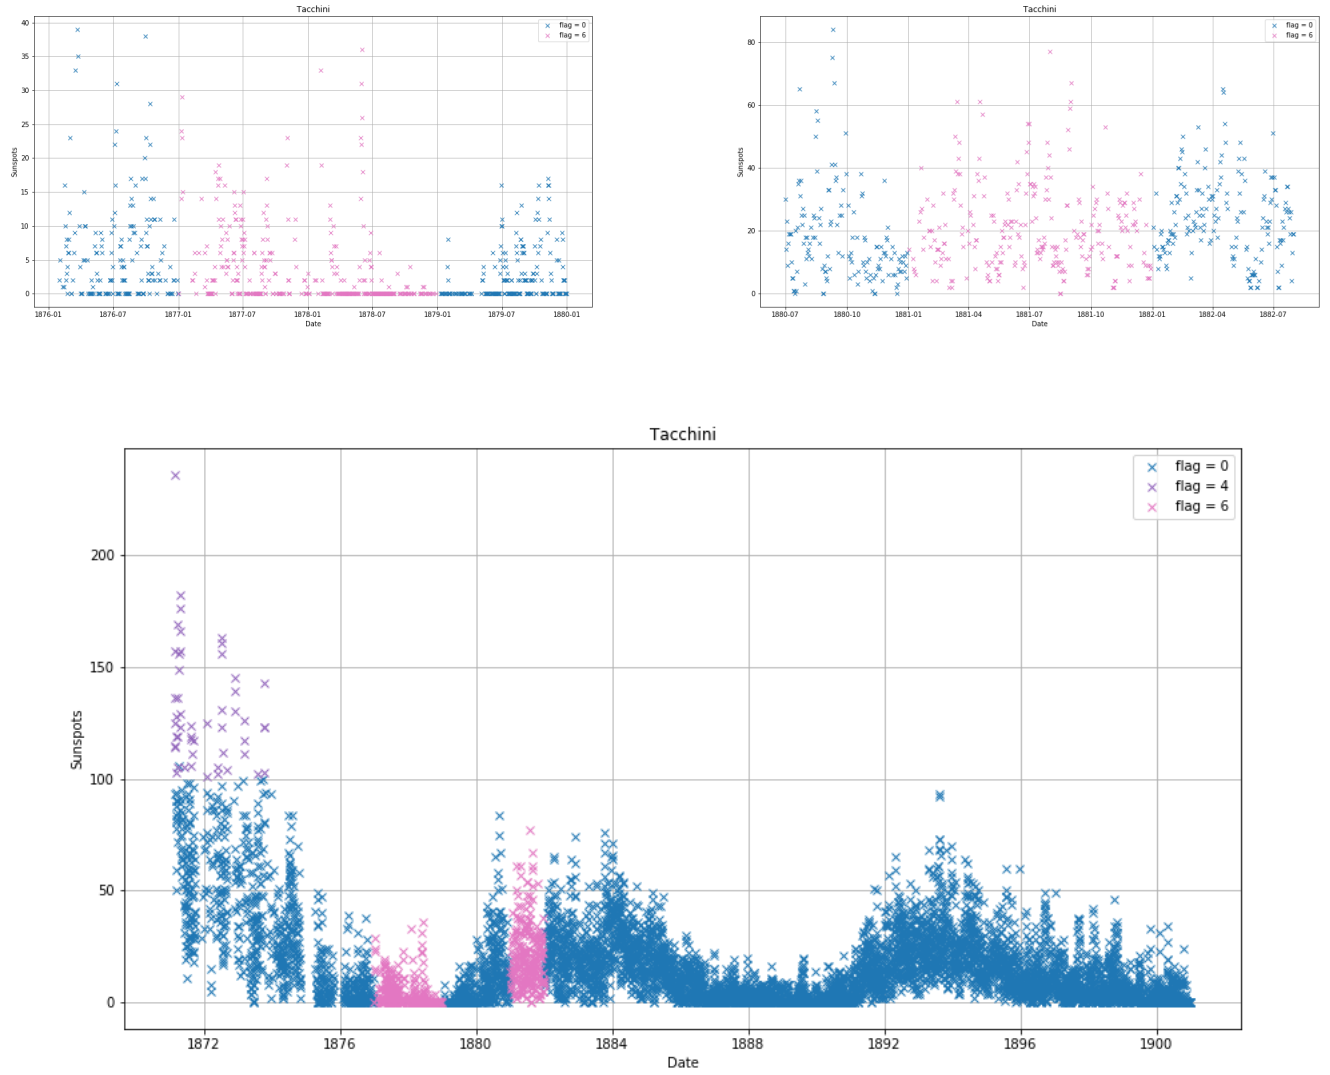 Tacchini
flag = 0
flag = 6
40
35
30
25
20
15
10
5
0
Sunspots
1876-01 1876-07 1877-01 1877-07 1878-01 1878-07 1879-01 1879-07 1880-01
Date
Tacchini
flag = 0
flag = 6
80
60
40
20
0
Sunspots
1880-07 1880-10 1881-01 1881-04 1881-07 1881-10 1882-01 1882-04 1882-07
Date
Tacchini
flag = 0
flag = 4
flag = 6
200
150
100
50
0
Sunspots
1872 1876 1880 1884 1888 1892 1896 1900
Date